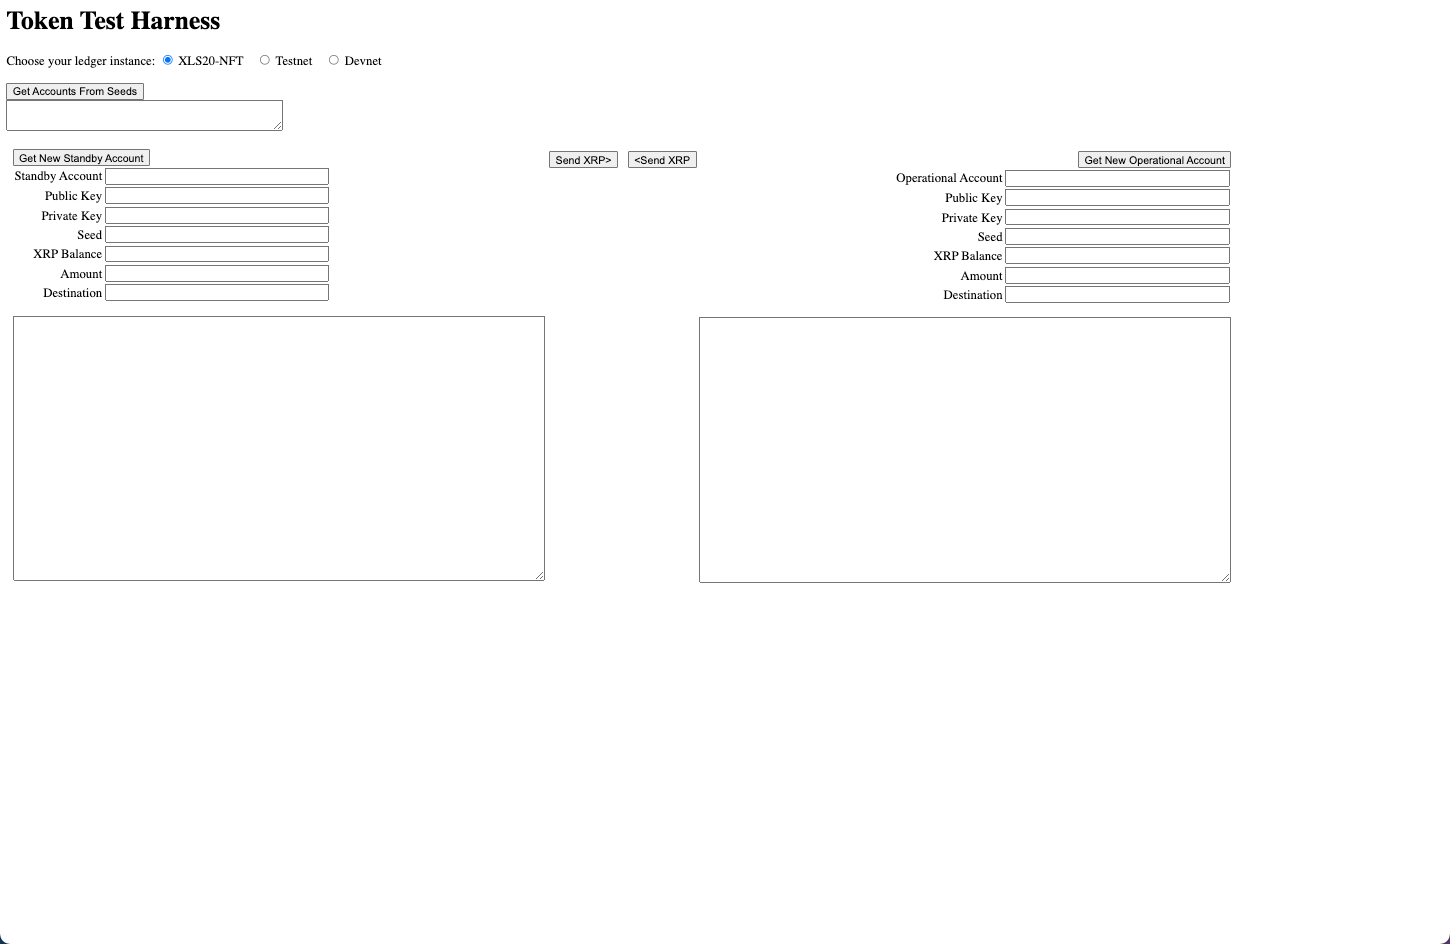 Token Test Harness
Choose your ledger instance: XLS20-NFT Testnet Devnet
Get Accounts From Seeds
Get New Standby Account
Standby Account
Public Key
Private Key
Seed
XRP Balance
Amount
Destination
Send XRP> <Send XRP
Get New Operational Account
Operational Account
Public Key
Private Key
Seed
XRP Balance
Amount
Destination